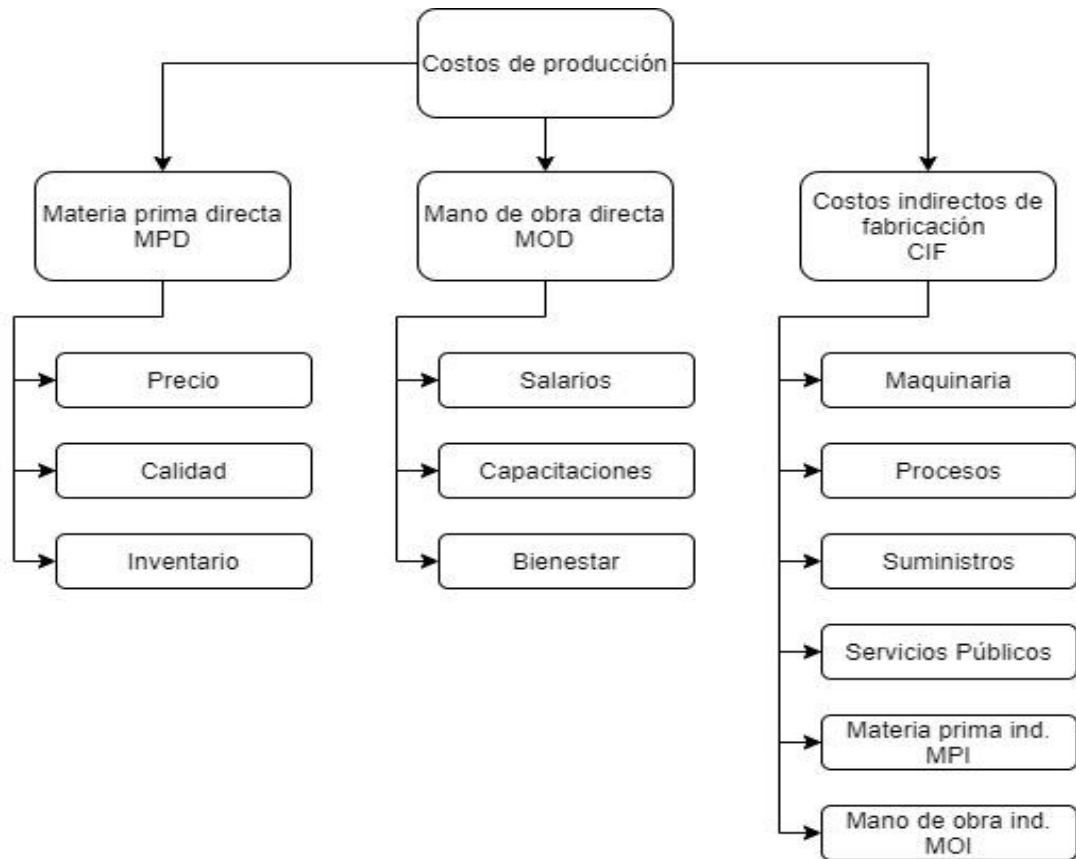 Costos de producción
Materia prima directa
MPD
Mano de obra directa
MOD
Costos indirectos de
fabricación
CIF
Precio
Calidad
Inventario
Salarios
Capacitaciones
Bienestar
Maquinaria
Procesos
Suministros
Servicios Públicos
Materia prima ind.
MPI
Mano de obra ind.
MOI